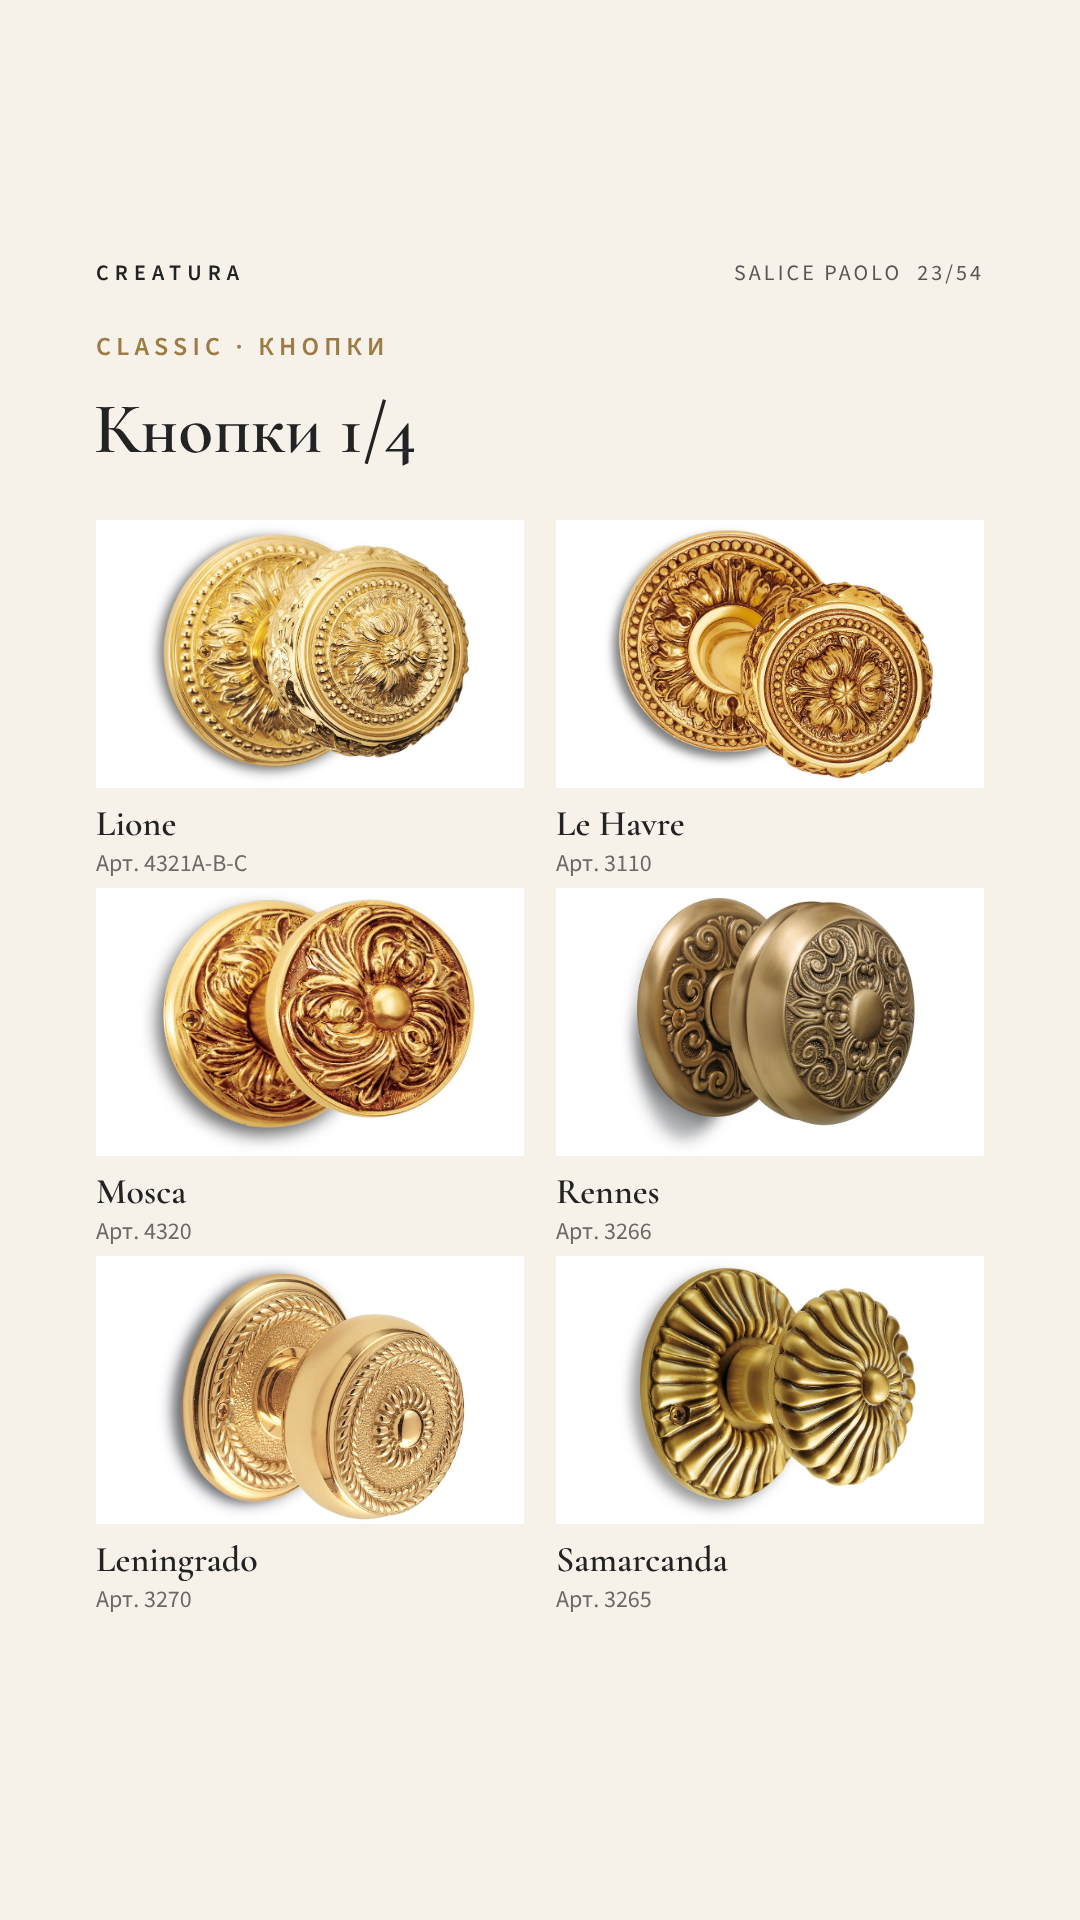 CREATURA
SALICE PAOLO 23/54
CLASSIC · КНОПКИ
Кнопки 1/4
Lione
Арт. 4321A-B-C
Le Havre
Арт. 3110
Mosca
Арт. 4320
Rennes
Арт. 3266
Leningrado
Арт. 3270
Samarcanda
Арт. 3265